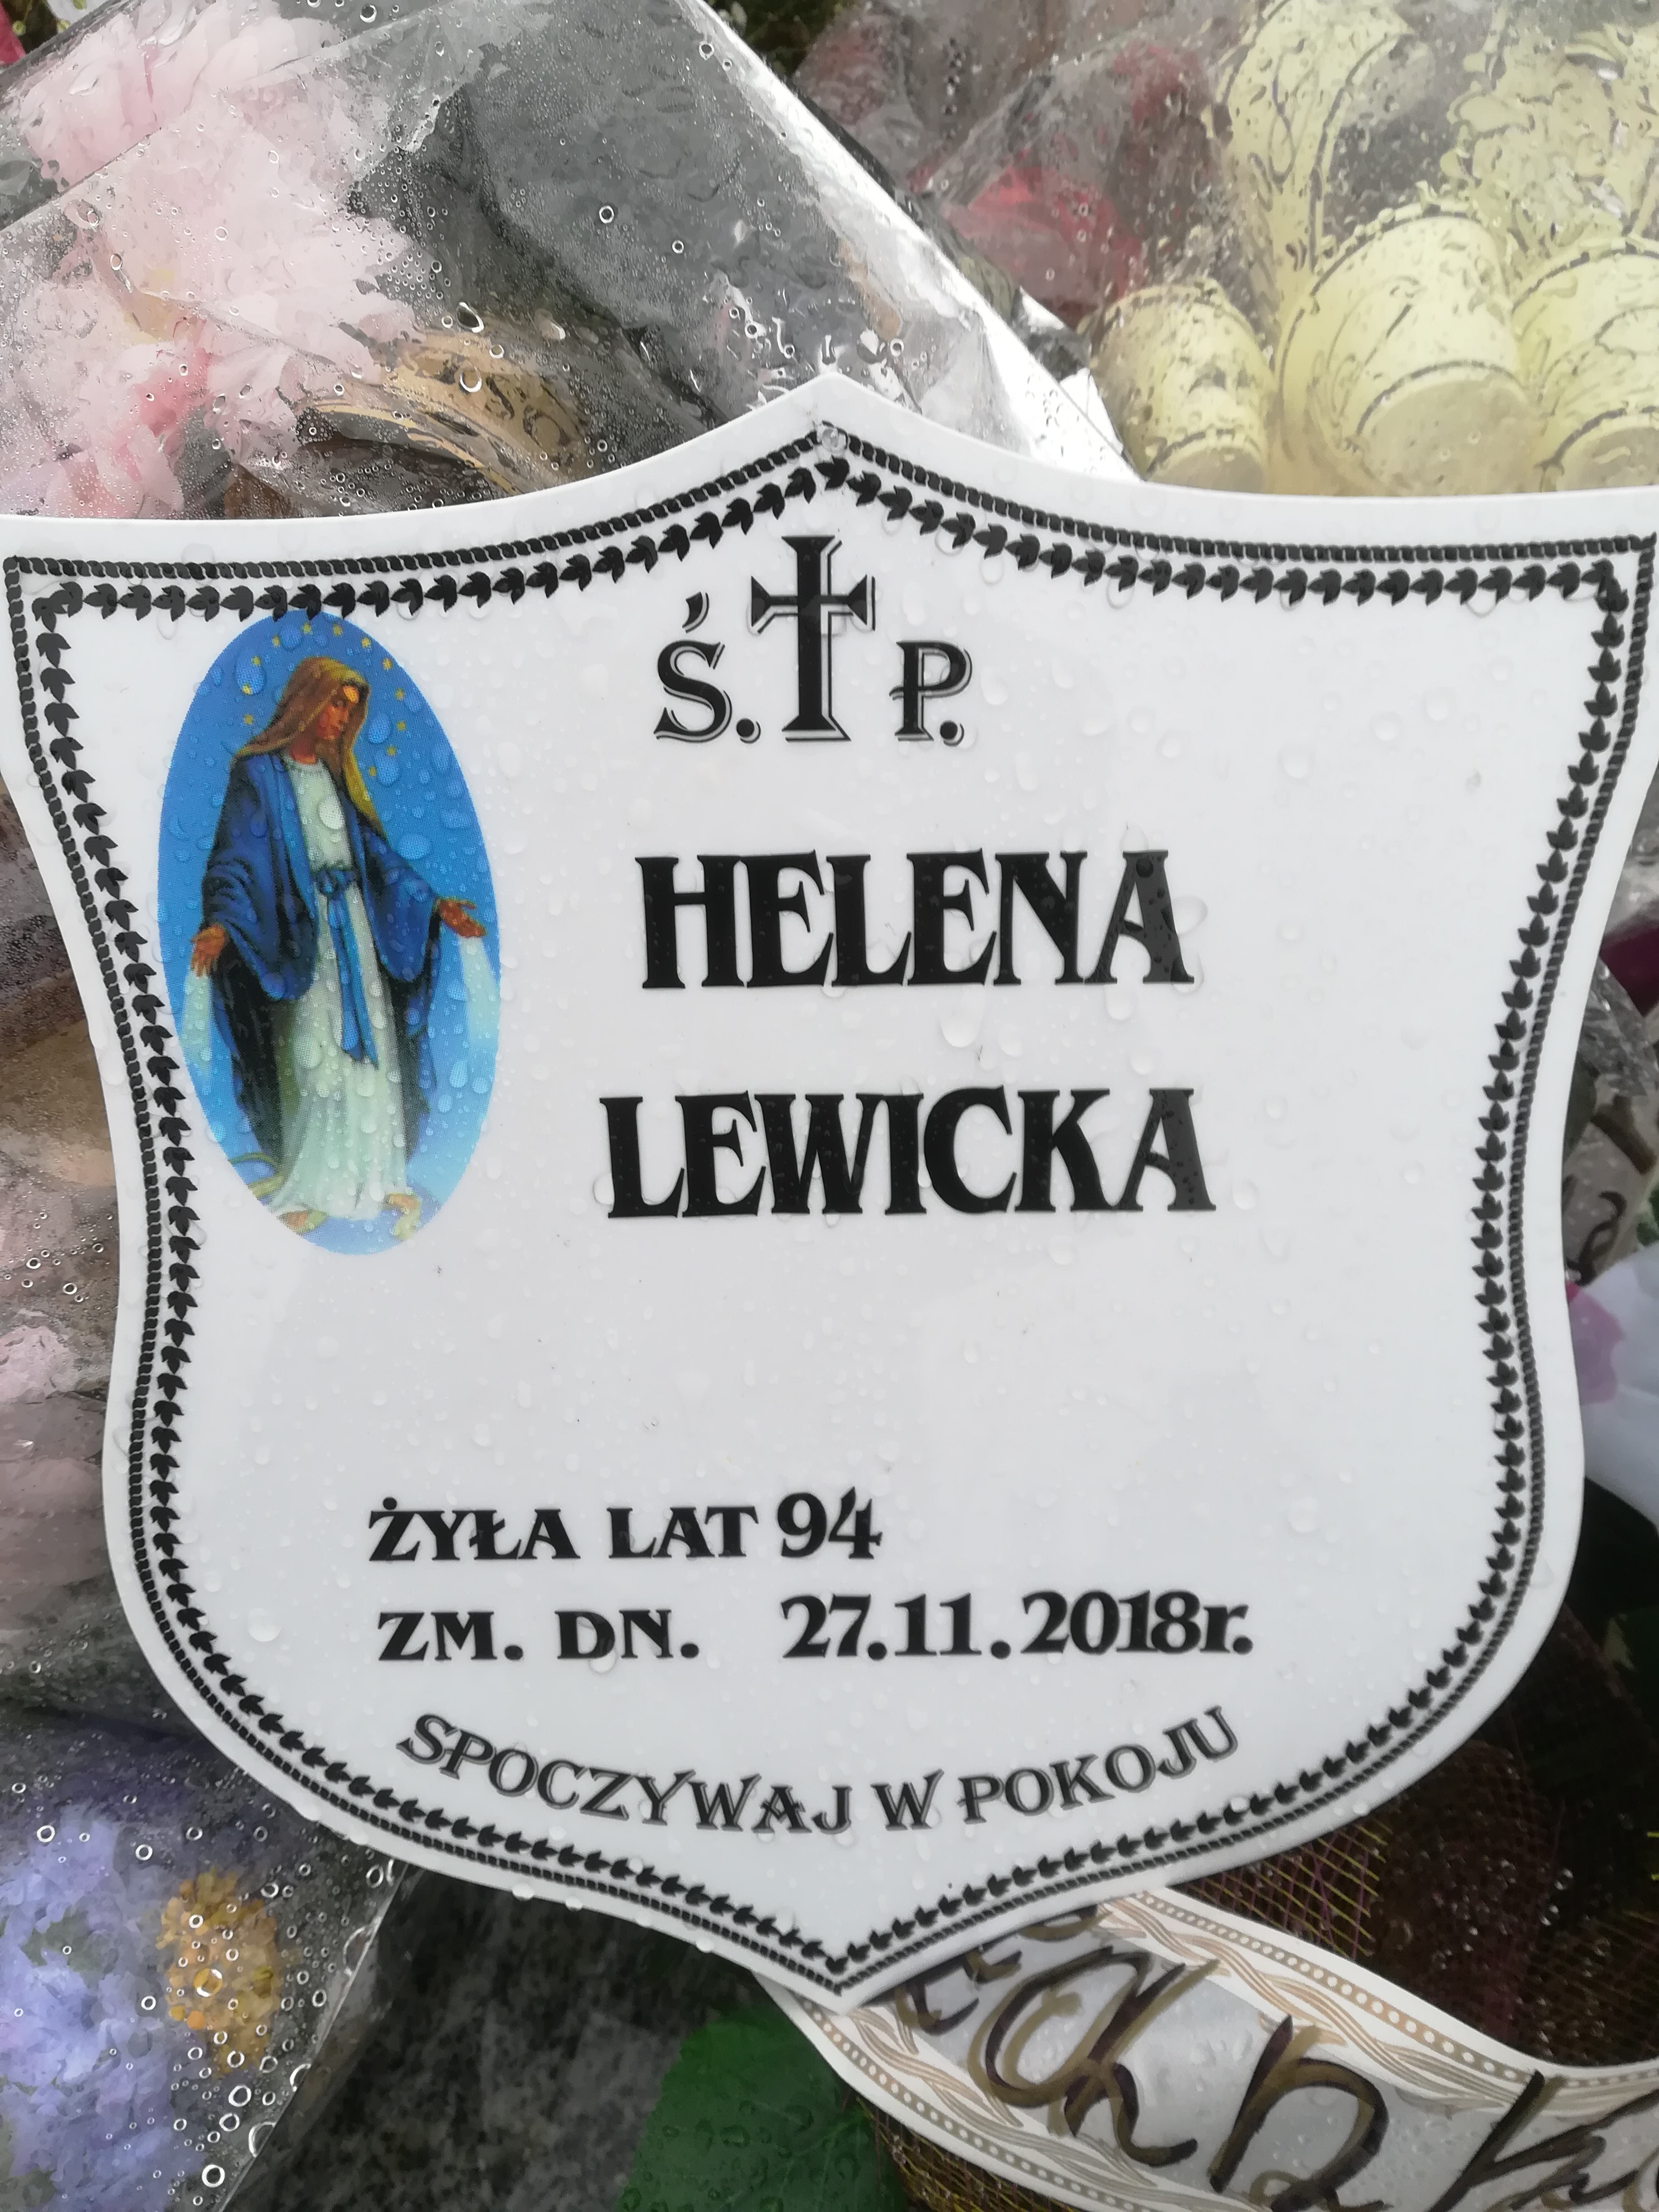 Ś. P.
HELENA
LEWICKA
ŻYŁA LAT 94
ZM. DN. 27.11.2018r.
SPOCZYWAJ W POKOJU